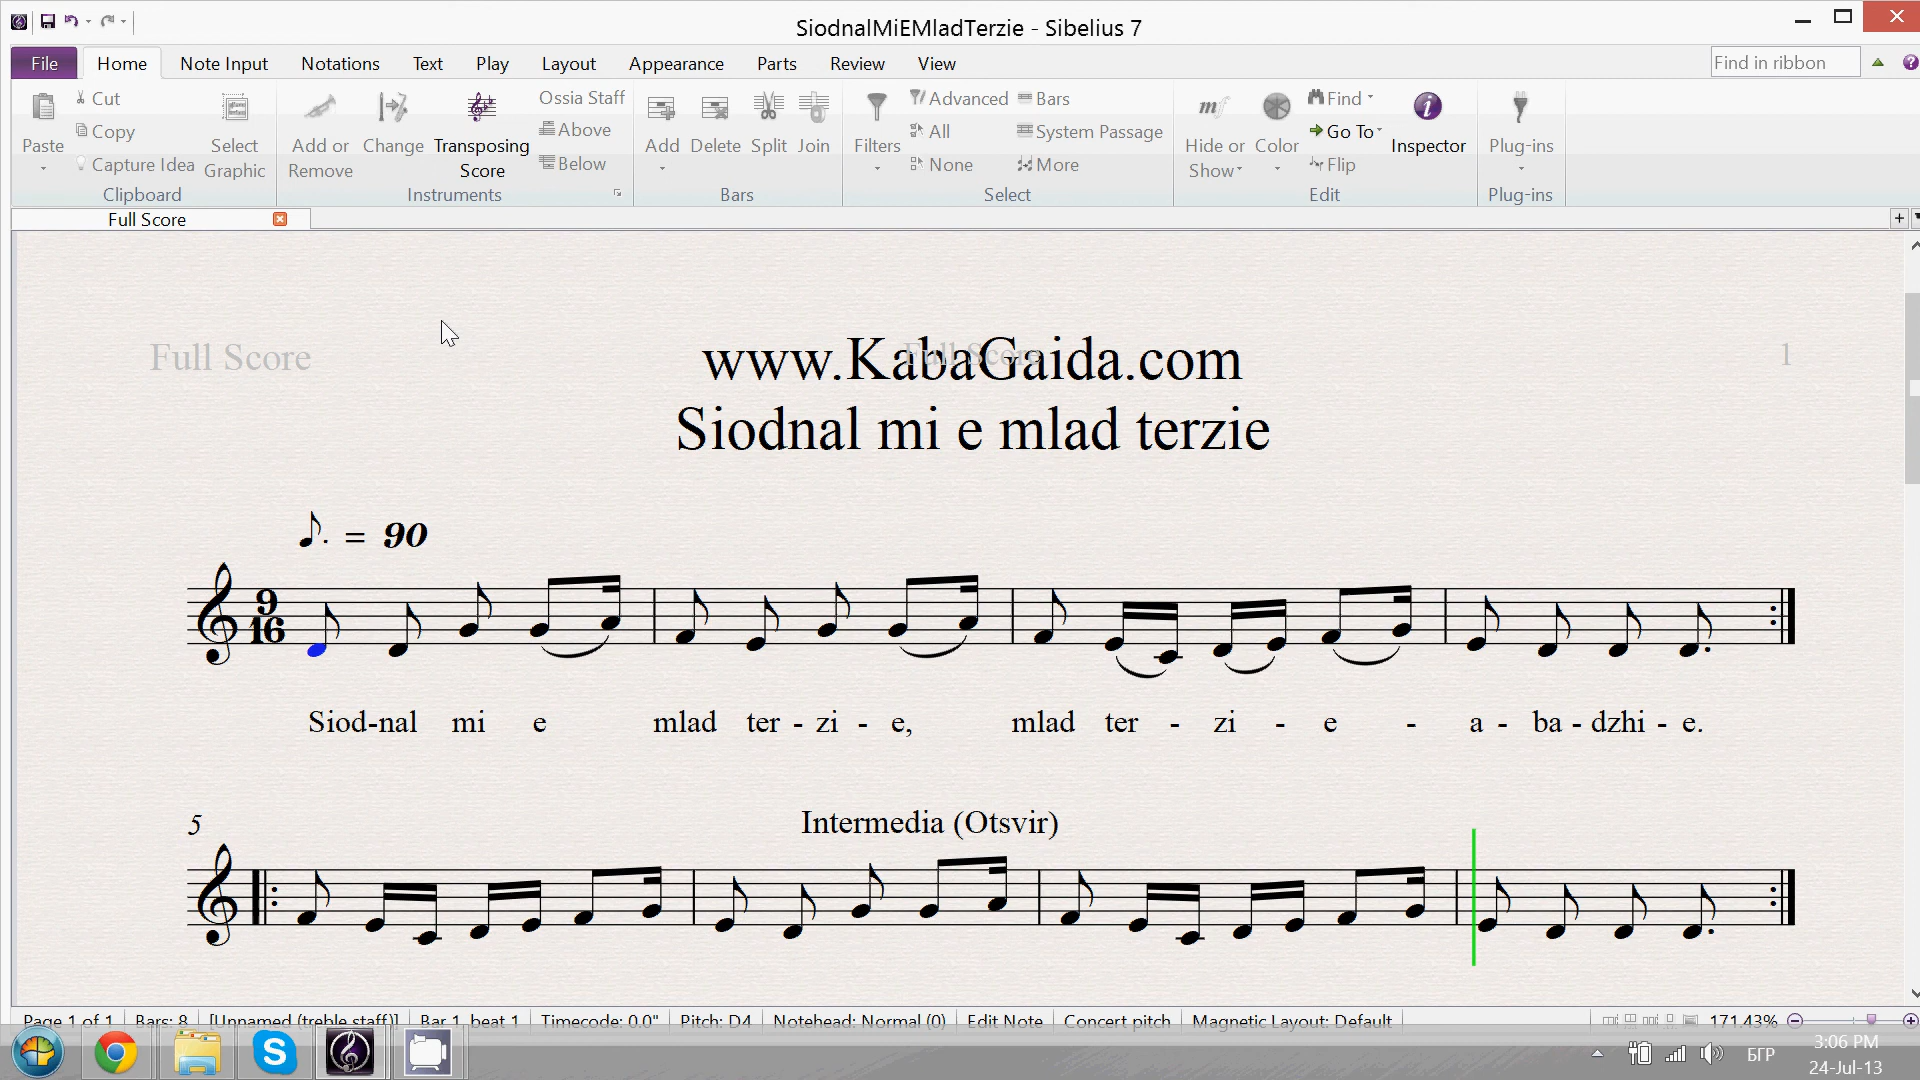 SiodnalMiEMladTerzie - Sibelius 7
File Home Note Input Notations Text Play Layout Appearance Parts Review View Find in ribbon
Cut Ossia Staff Advanced Bars Find
Copy Above All System Passage Go To
Paste Select Add or Change Transposing Add Delete Split Join Filters Hide or Color Inspector Plug-ins
Capture Idea Graphic Remove Score Below None More Show Flip
Clipboard Instruments Bars Select Edit Plug-ins
Full Score
Full Score www.KabaGaida.com Full Score 1
Siodnal mi e mlad terzie
= 90
9
16
Siod-nal mi e mlad ter - zi - e, mlad ter - zi - e - a - ba - dzhi - e.
Intermedia (Otsvir)
5
Page 1 of 1 Bars: 8 [Unnamed (treble staff)] Bar 1, beat 1 Timecode: 0.0" Pitch: D4 Notehead: Normal (0) Edit Note Concert pitch Magnetic Layout: Default 171.43%
3:06 PM
БГР
24-Jul-13